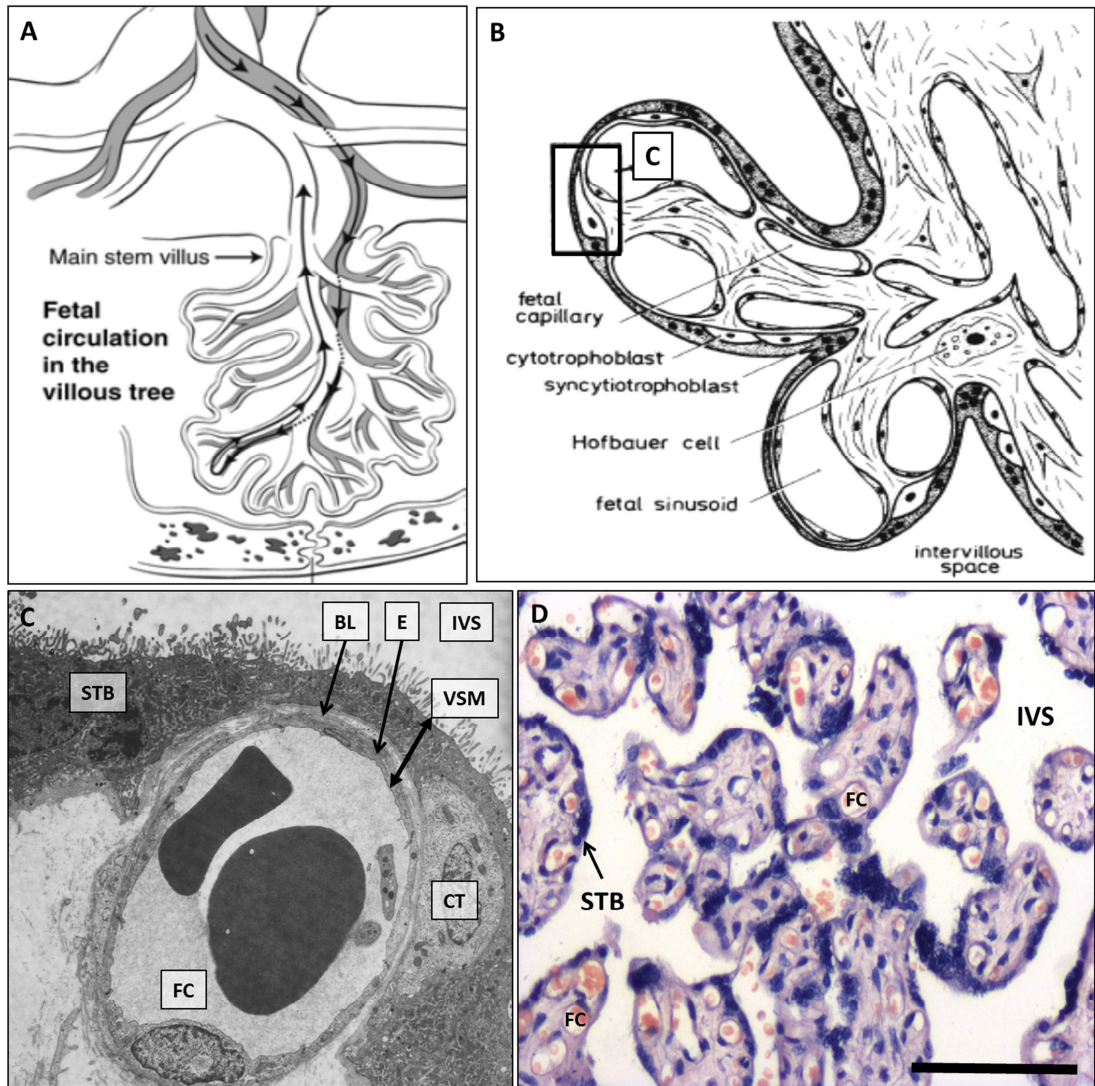 A
Main stem villus
Fetal
circulation
in the
villous tree
B
C
fetal
capillary
cytotrophoblast
syncytiotrophoblast
Hofbauer cell
fetal sinusoid
intervillous
space
C
BL
E
IVS
STB
VSM
CT
FC
D
IVS
FC
STB
FC